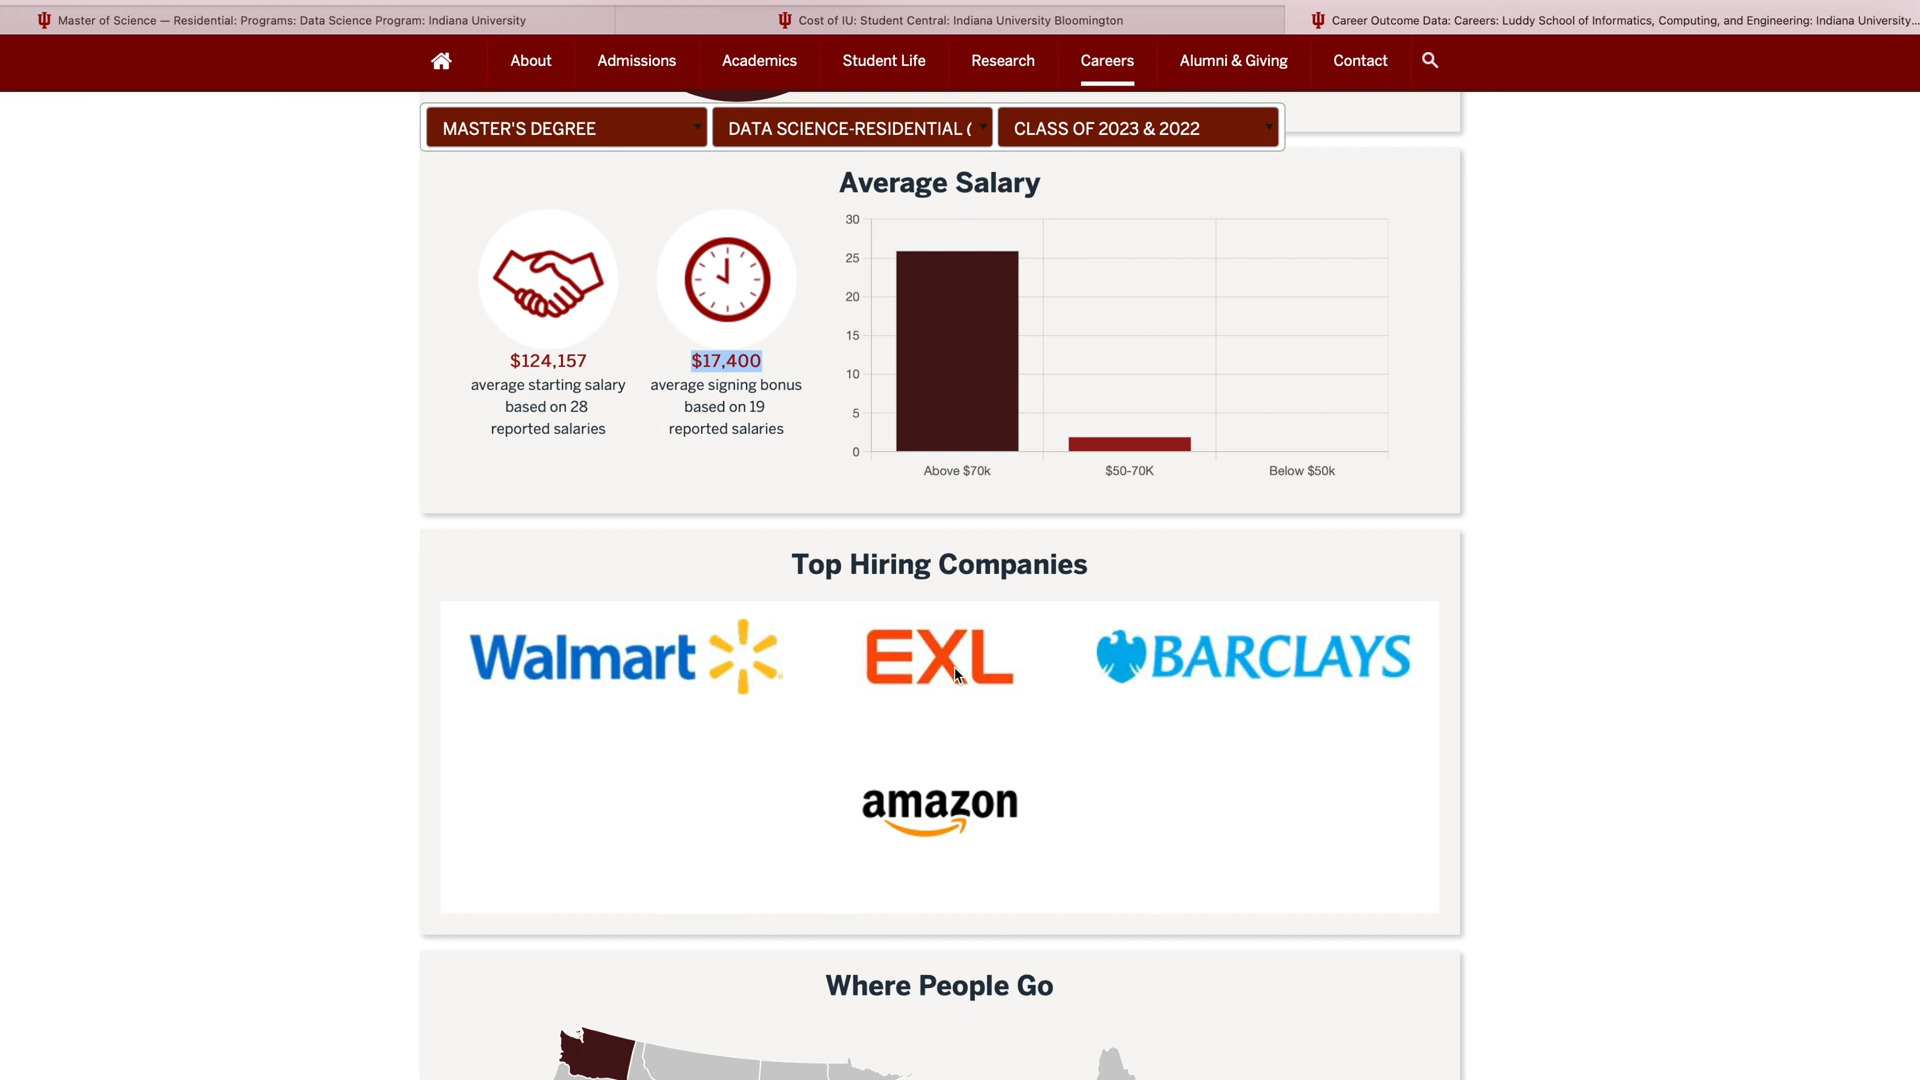 Master of Science — Residential: Programs: Data Science Program: Indiana University
Cost of IU: Student Central: Indiana University Bloomington
Career Outcome Data: Careers: Luddy School of Informatics, Computing, and Engineering: Indiana University...
About
Admissions
Academics
Student Life
Research
Careers
Alumni & Giving
Contact
MASTER'S DEGREE
DATA SCIENCE-RESIDENTIAL (
CLASS OF 2023 & 2022
Average Salary
$124,157
average starting salary
based on 28
reported salaries
$17,400
average signing bonus
based on 19
reported salaries
30
25
20
15
10
5
0
Above $70k
$50-70K
Below $50k
Top Hiring Companies
Walmart
EXL
BARCLAYS
amazon
Where People Go